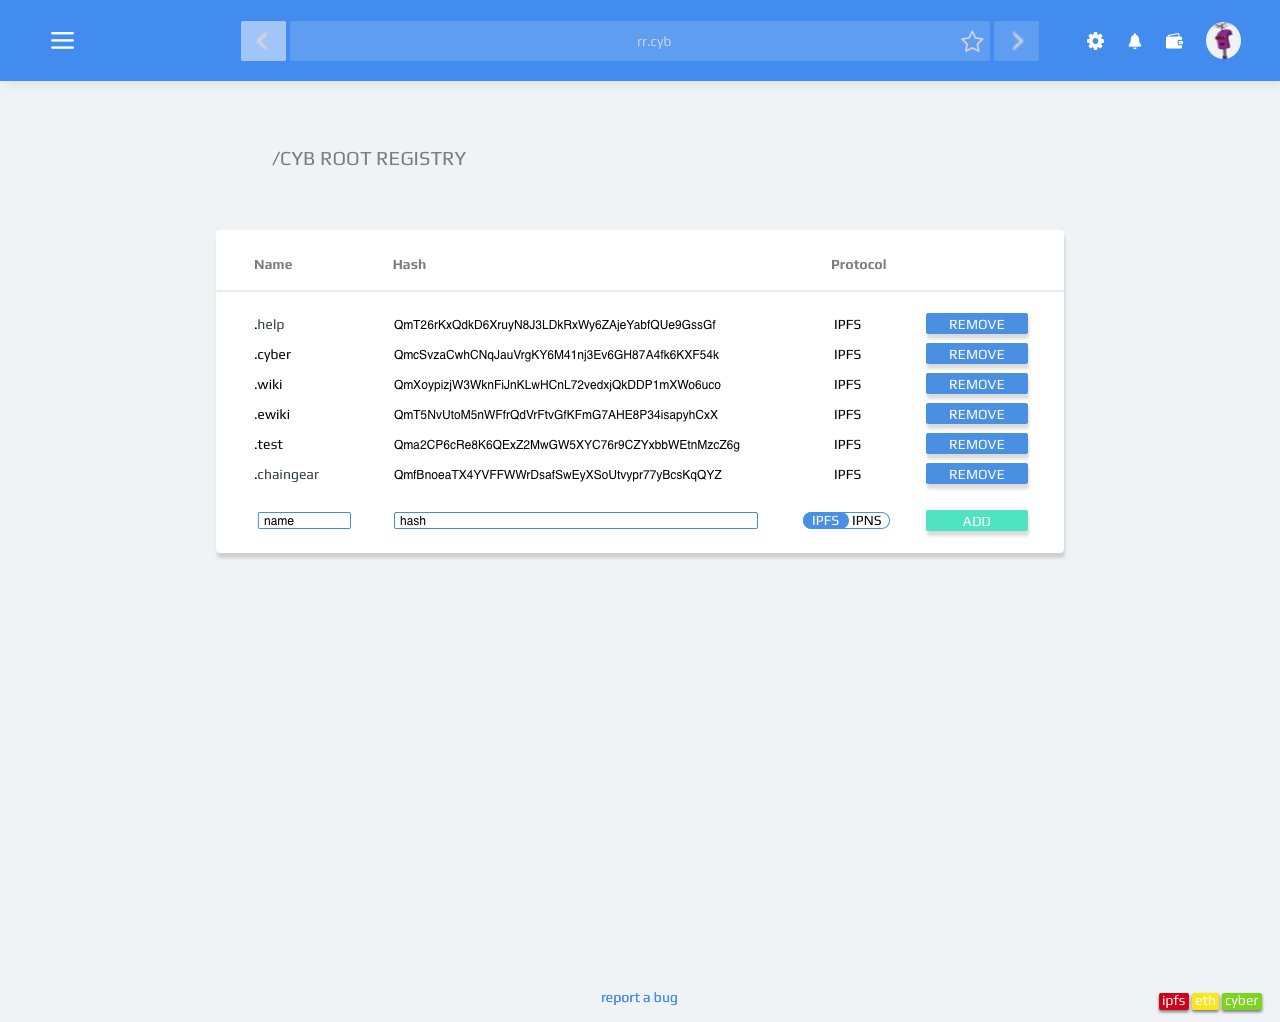 rr.cyb
/CYB ROOT REGISTRY
Name Hash Protocol
.help QmT26rKxQdkD6XruyN8J3LDkRxWy6ZAjeYabfQUe9GssGf IPFS REMOVE
.cyber QmcSvzaCwhCNqJauVrgKY6M41nj3Ev6GH87A4fk6KXF54k IPFS REMOVE
.wiki QmXoypizjW3WknFiJnKLwHCnL72vedxjQkDDP1mXWo6uco IPFS REMOVE
.ewiki QmT5NvUtoM5nWFfrQdVrFtvGfKFmG7AHE8P34isapyhCxX IPFS REMOVE
.test Qma2CP6cRe8K6QExZ2MwGW5XYC76r9CZYxbbWEtnMzcZ6g IPFS REMOVE
.chaingear QmfBnoeaTX4YVFFWWrDsafSwEyXSoUtvypr77yBcsKqQYZ IPFS REMOVE
name hash IPFS IPNS ADD
report a bug
ipfs eth cyber